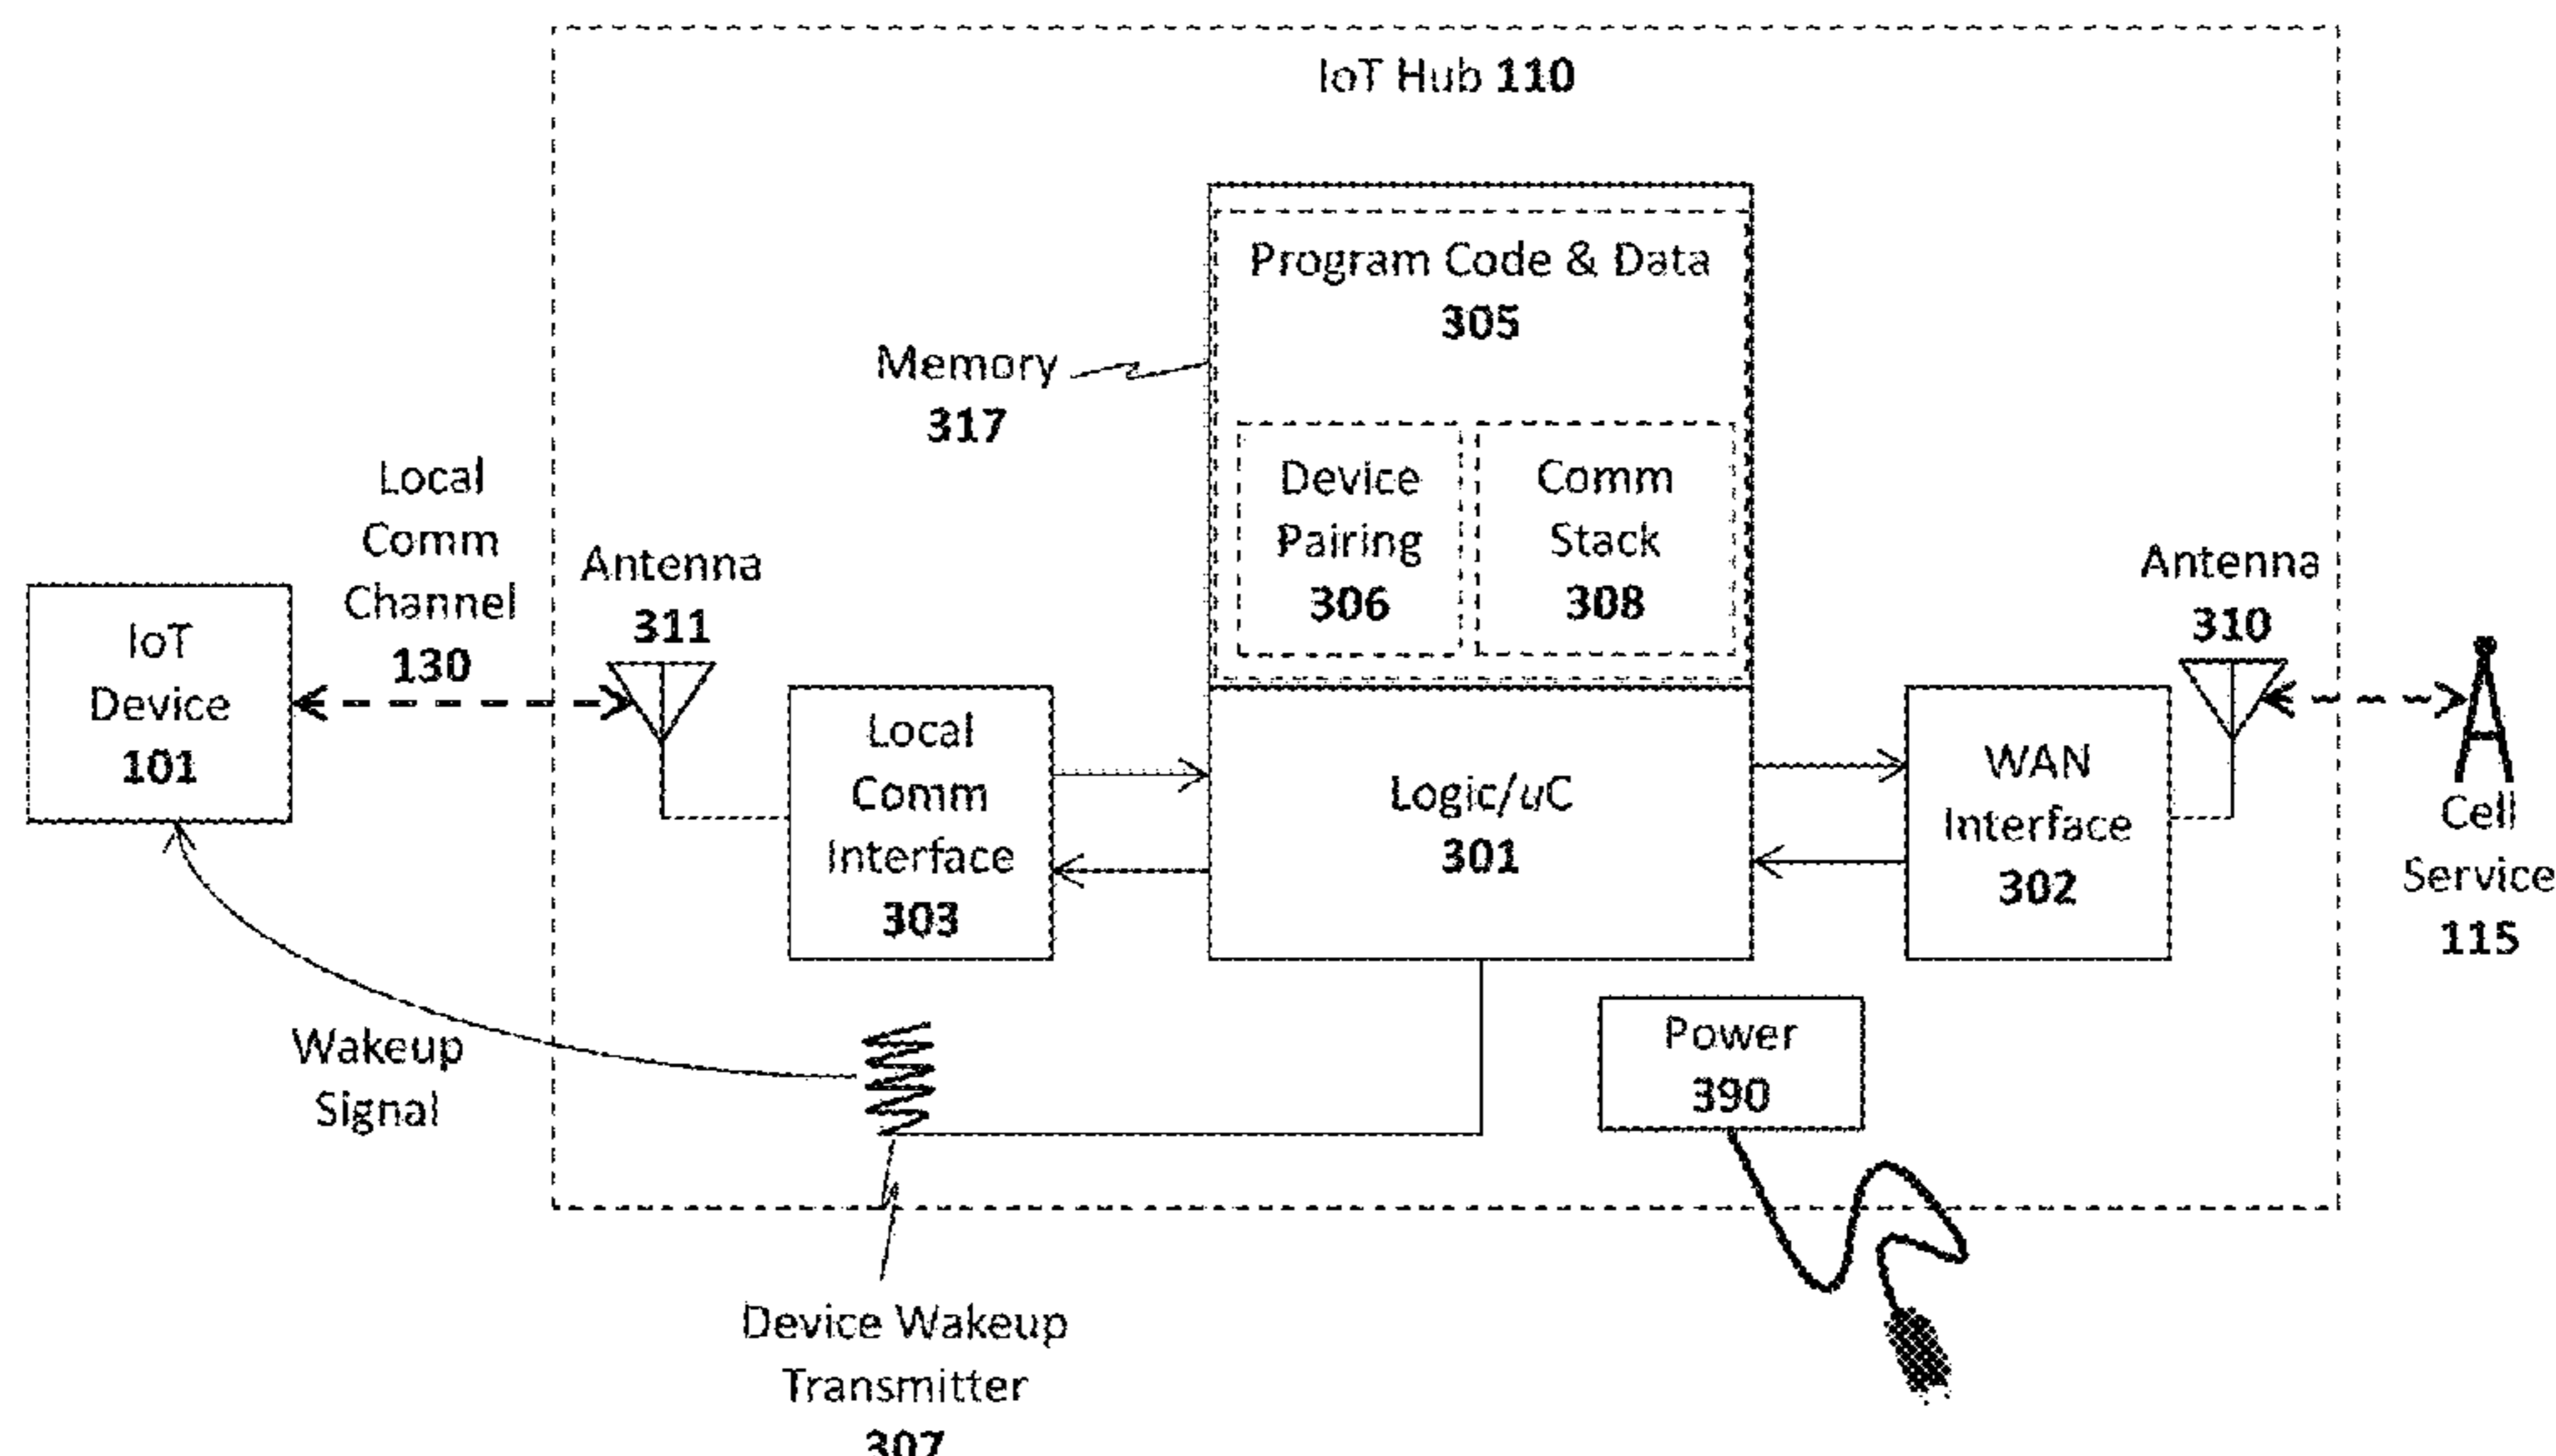 IoT Hub 110
Program Code & Data
305
Memory
317
Device
Pairing
306
Comm
Stack
308
Local
Comm
Channel
130
Antenna
311
Antenna
310
IoT
Device
101
Local
Comm
Interface
303
Logic/uC
301
WAN
Interface
302
Cell
Service
115
Wakeup
Signal
Power
390
Device Wakeup
Transmitter
307